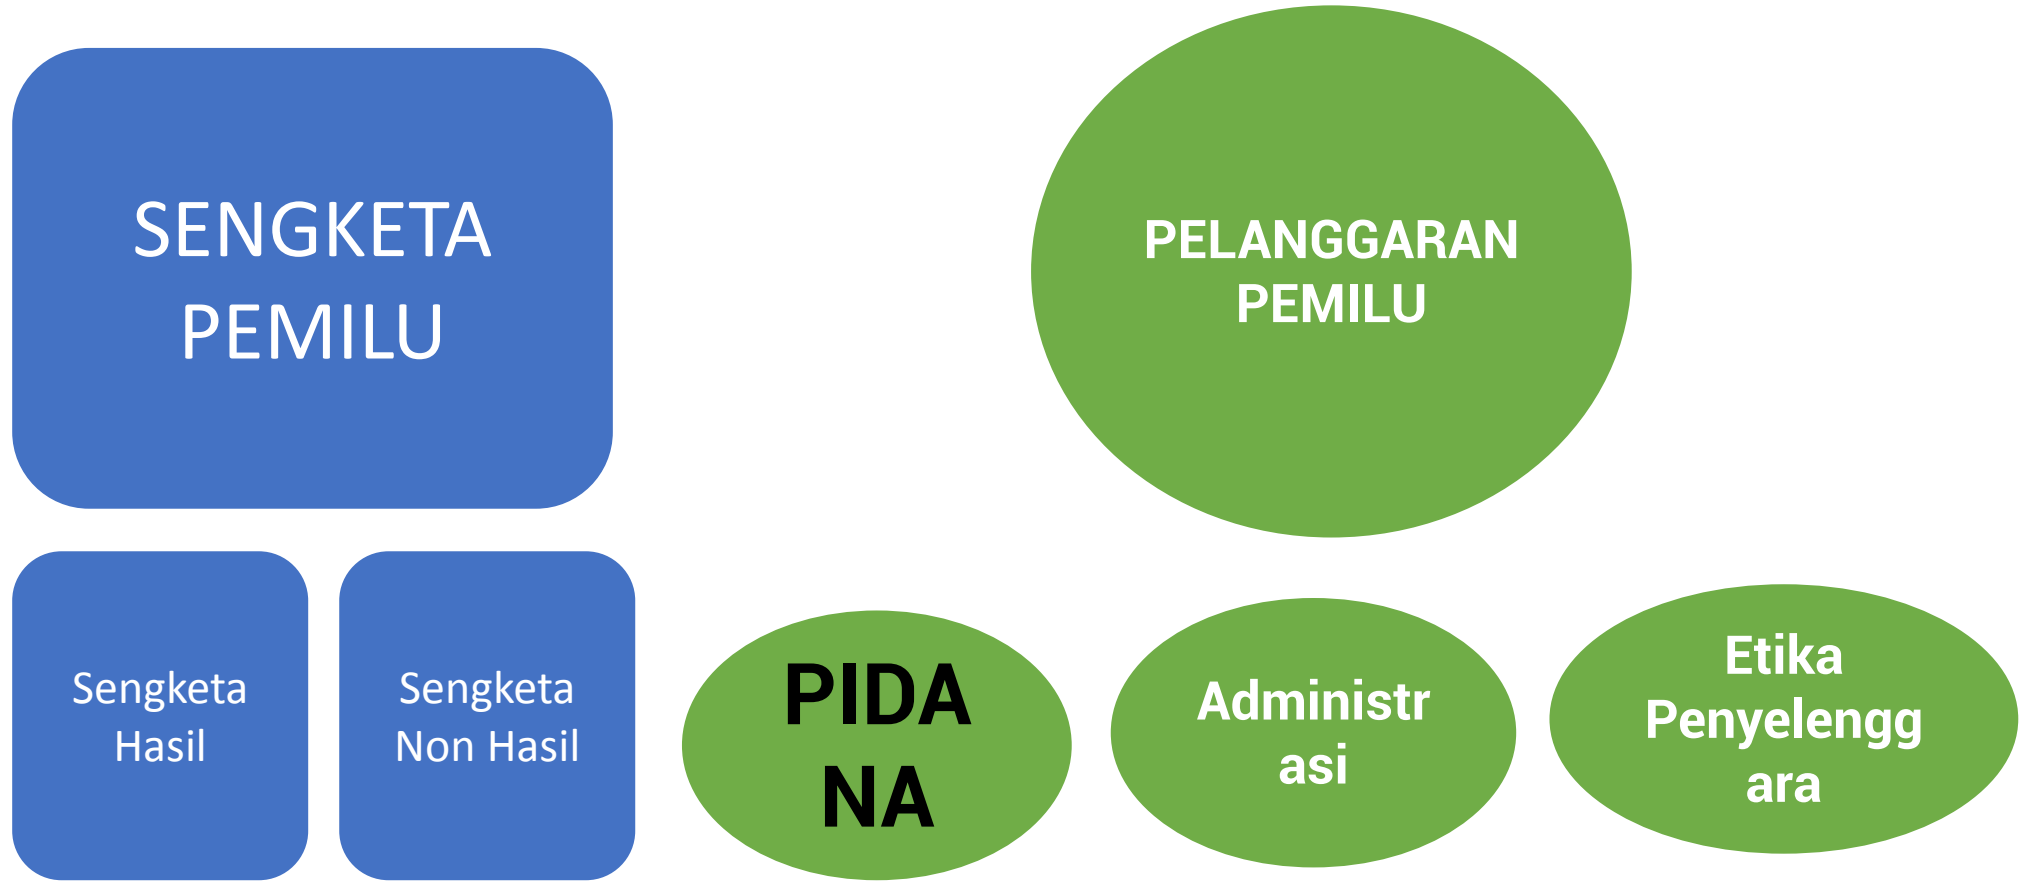 SENGKETA
PEMILU
PELANGGARAN
PEMILU
Sengketa
Hasil
Sengketa
Non Hasil
PIDA
NA
Administr
asi
Etika
Penyelengg
ara